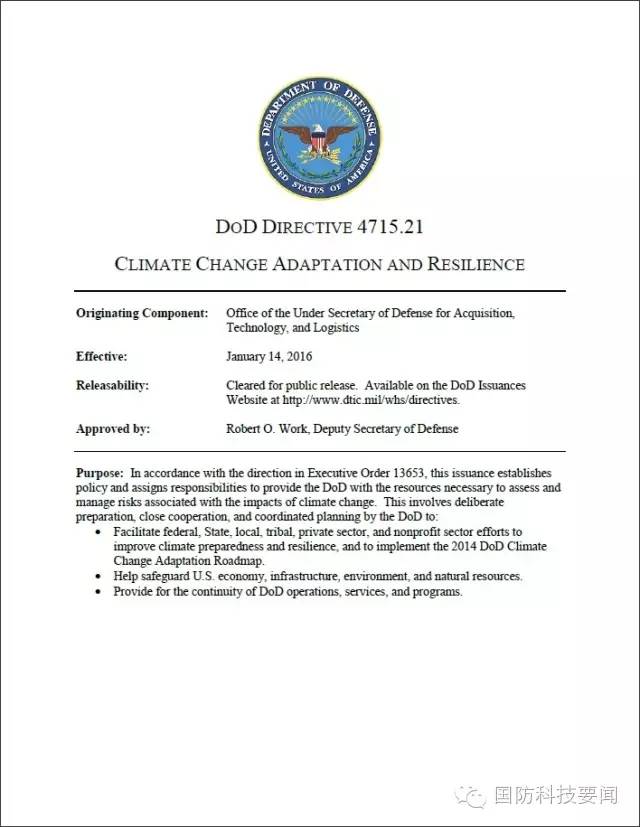 DEPARTMENT OF DEFENSE
UNITED STATES OF AMERICA
DOD DIRECTIVE 4715.21
CLIMATE CHANGE ADAPTATION AND RESILIENCE
Originating Component: Office of the Under Secretary of Defense for Acquisition,
Technology, and Logistics
Effective: January 14, 2016
Releasability: Cleared for public release. Available on the DoD Issuances
Website at http://www.dtic.mil/whs/directives.
Approved by: Robert O. Work, Deputy Secretary of Defense
Purpose: In accordance with the direction in Executive Order 13653, this issuance establishes
policy and assigns responsibilities to provide the DoD with the resources necessary to assess and
manage risks associated with the impacts of climate change. This involves deliberate
preparation, close cooperation, and coordinated planning by the DoD to:
• Facilitate federal, State, local, tribal, private sector, and nonprofit sector efforts to
improve climate preparedness and resilience, and to implement the 2014 DoD Climate
Change Adaptation Roadmap.
• Help safeguard U.S. economy, infrastructure, environment, and natural resources.
• Provide for the continuity of DoD operations, services, and programs.
国防科技要闻